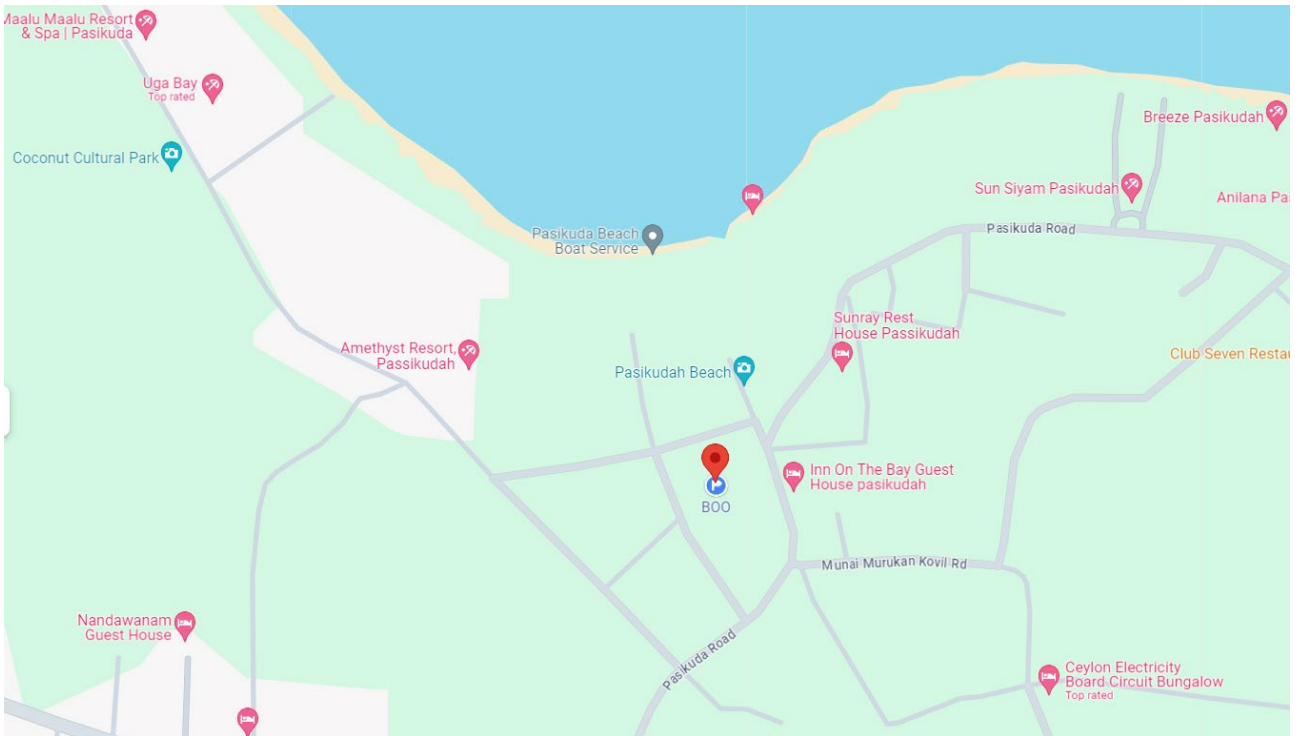 Maalu Maalu Resort
& Spa | Pasikuda
Uga Bay
Top rated
Coconut Cultural Park
Breeze Pasikudah
Sun Siyam Pasikudah
Anilana Pas
Pasikuda Road
Pasikuda Beach
Boat Service
Sunray Rest
House Passikudah
Amethyst Resort,
Passikudah
Club Seven Restau
Pasikudah Beach
Inn On The Bay Guest
House pasikudah
P
BOO
Munai Murukan Kovil Rd
Nandawanam
Guest House
Pasikuda Road
Ceylon Electricity
Board Circuit Bungalow
Top rated